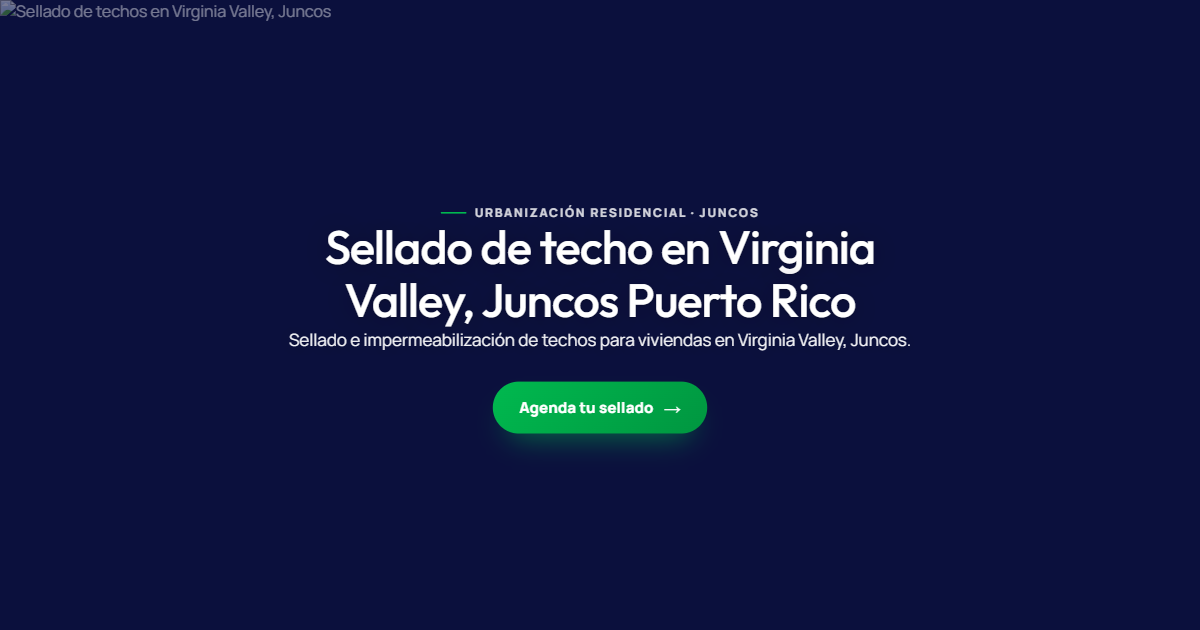 Sellado de techos en Virginia Valley, Juncos
URBANIZACIÓN RESIDENCIAL · JUNCOS
Sellado de techo en Virginia
Valley, Juncos Puerto Rico
Sellado e impermeabilización de techos para viviendas en Virginia Valley, Juncos.
Agenda tu sellado →